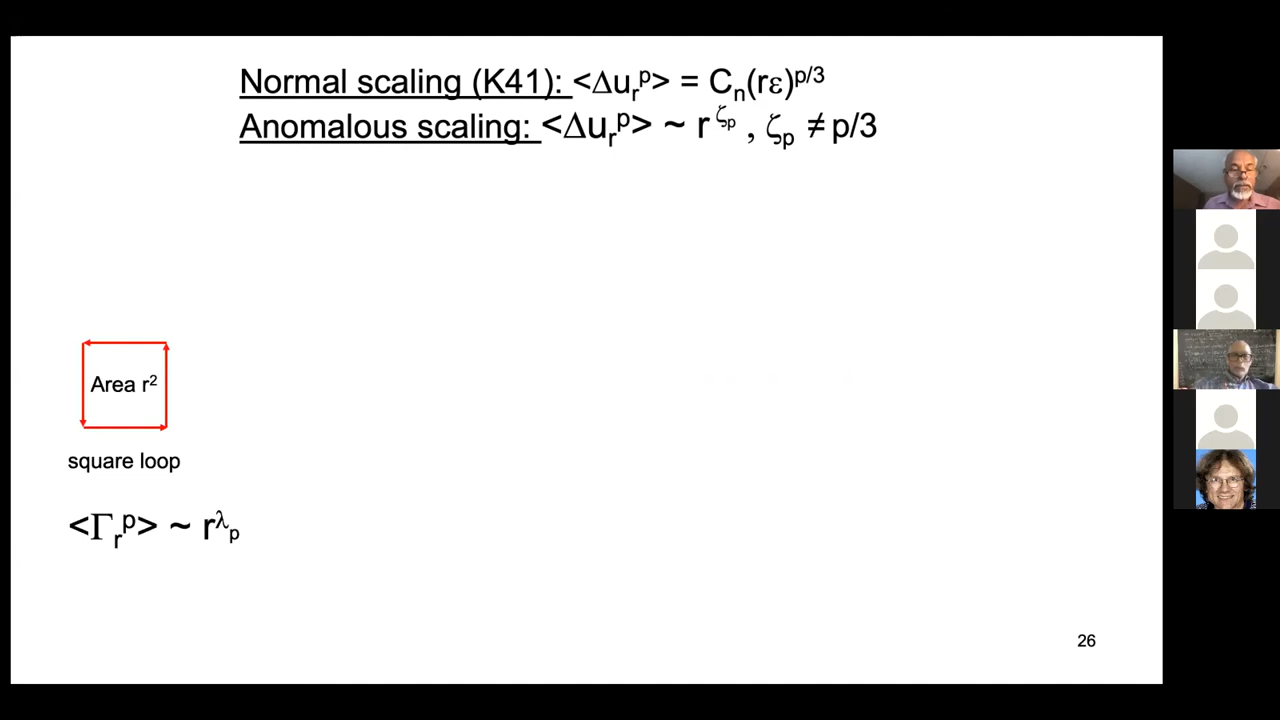 Normal scaling (K41): <Δu_r^p> = C_n(rε)^{p/3}
Anomalous scaling: <Δu_r^p> ~ r^{ζ_p} , ζ_p ≠ p/3
Area r²
square loop
<Γ_r^p> ~ r^{λ_p}
26